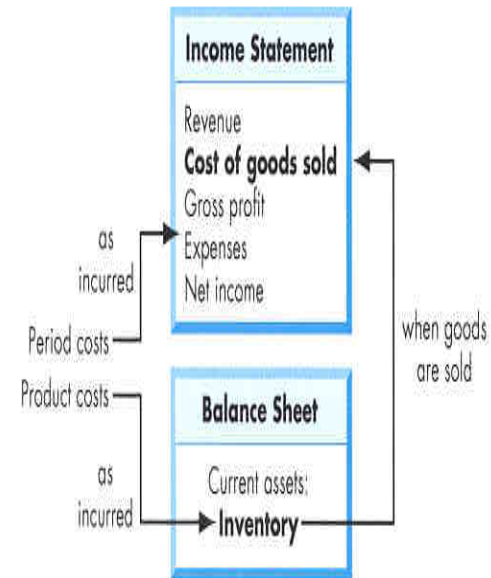 Income Statement
Revenue
Cost of goods sold
Gross profit
Expenses
Net income
as
incurred
Period costs
Product costs
as
incurred
when goods
are sold
Balance Sheet
Current assets:
Inventory